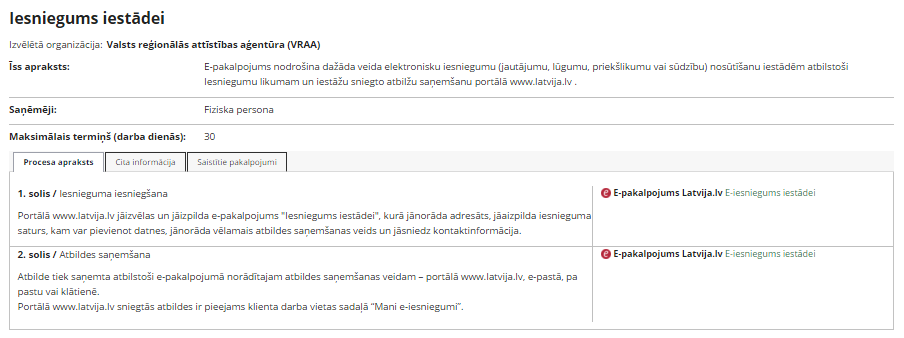 Iesniegums iestādei
Izvēlētā organizācija: Valsts reģionālās attīstības aģentūra (VRAA)
Īss apraksts: E-pakalpojums nodrošina dažāda veida elektronisku iesniegumu (jautājumu, lūgumu, priekšlikumu vai sūdzību) nosūtīšanu iestādēm atbilstoši
Iesniegumu likumam un iestāžu sniegto atbilžu saņemšanu portālā www.latvija.lv .
Saņēmēji: Fiziska persona
Maksimālais termiņš (darba dienās): 30
Procesa apraksts Cita informācija Saistītie pakalpojumi
1. solis / Iesnieguma iesniegšana
Portālā www.latvija.lv jāizvēlas un jāizpilda e-pakalpojums "Iesniegums iestādei", kurā jānorāda adresāts, jāaizpilda iesnieguma
saturs, kam var pievienot datnes, jānorāda vēlamais atbildes saņemšanas veids un jāsniedz kontaktinformācija.
E-pakalpojums Latvija.lv E-iesniegums iestādei
2. solis / Atbildes saņemšana
Atbilde tiek saņemta atbilstoši e-pakalpojumā norādītajam atbildes saņemšanas veidam – portālā www.latvija.lv, e-pastā, pa
pastu vai klātienē.
Portālā www.latvija.lv sniegtās atbildes ir pieejams klienta darba vietas sadaļā “Mani e-iesniegumi”.
E-pakalpojums Latvija.lv E-iesniegums iestādei